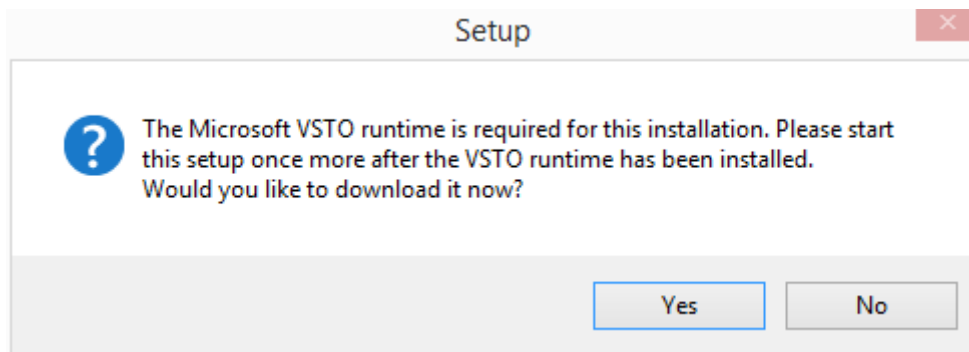 Setup
The Microsoft VSTO runtime is required for this installation. Please start
this setup once more after the VSTO runtime has been installed.
Would you like to download it now?
Yes
No